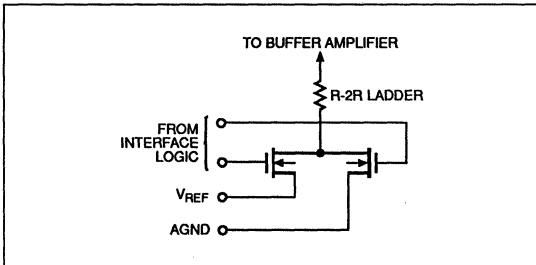 TO BUFFER AMPLIFIER
R-2R LADDER
FROM
INTERFACE
LOGIC
VREF
AGND